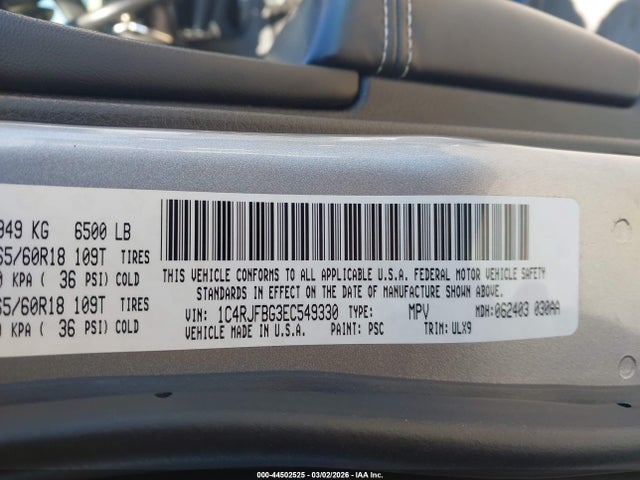 949 KG 6500 LB
65/60R18 109T TIRES
0 KPA ( 36 PSI) COLD
65/60R18 109T TIRES
0 KPA ( 36 PSI) COLD
THIS VEHICLE CONFORMS TO ALL APPLICABLE U.S.A. FEDERAL MOTOR VEHICLE SAFETY
STANDARDS IN EFFECT ON THE DATE OF MANUFACTURE SHOWN ABOVE.
VIN: 1C4RJFBG3EC549330 TYPE: MPV MDH: 062403 030AA
VEHICLE MADE IN U.S.A. PAINT: PSC TRIM: ULX9
000-44502525 - 03/02/2026 - IAA Inc.